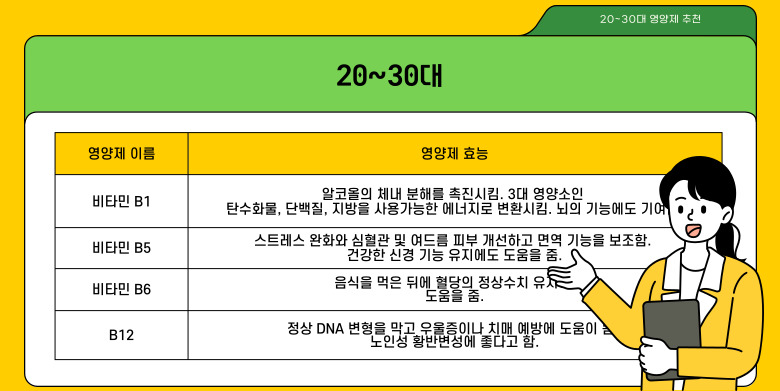 20~30대 영양제 추천
20~30대
영양제 이름
영양제 효능
비타민 B1
알코올의 체내 분해를 촉진시킴. 3대 영양소인
탄수화물, 단백질, 지방을 사용가능한 에너지로 변환시킴. 뇌의 기능에도 기여
비타민 B5
스트레스 완화와 심혈관 및 여드름 피부 개선하고 면역 기능을 보조함.
건강한 신경 기능 유지에도 도움을 줌.
비타민 B6
음식을 먹은 뒤에 혈당의 정상수치 유지
도움을 줌.
B12
정상 DNA 변형을 막고 우울증이나 치매 예방에 도움이
노인성 황반변성에 좋다고 함.